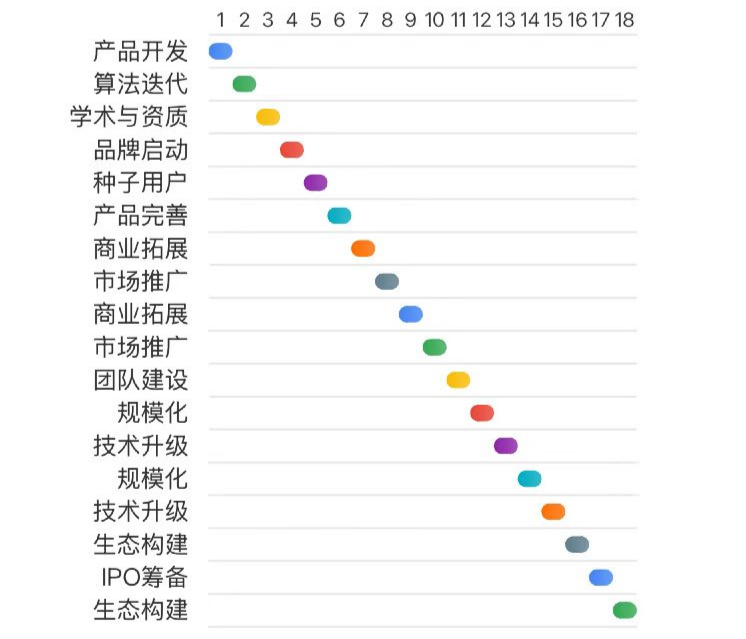 1 2 3 4 5 6 7 8 9 10 11 12 13 14 15 16 17 18
产品开发
算法迭代
学术与资质
品牌启动
种子用户
产品完善
商业拓展
市场推广
商业拓展
市场推广
团队建设
规模化
技术升级
规模化
技术升级
生态构建
IPO筹备
生态构建